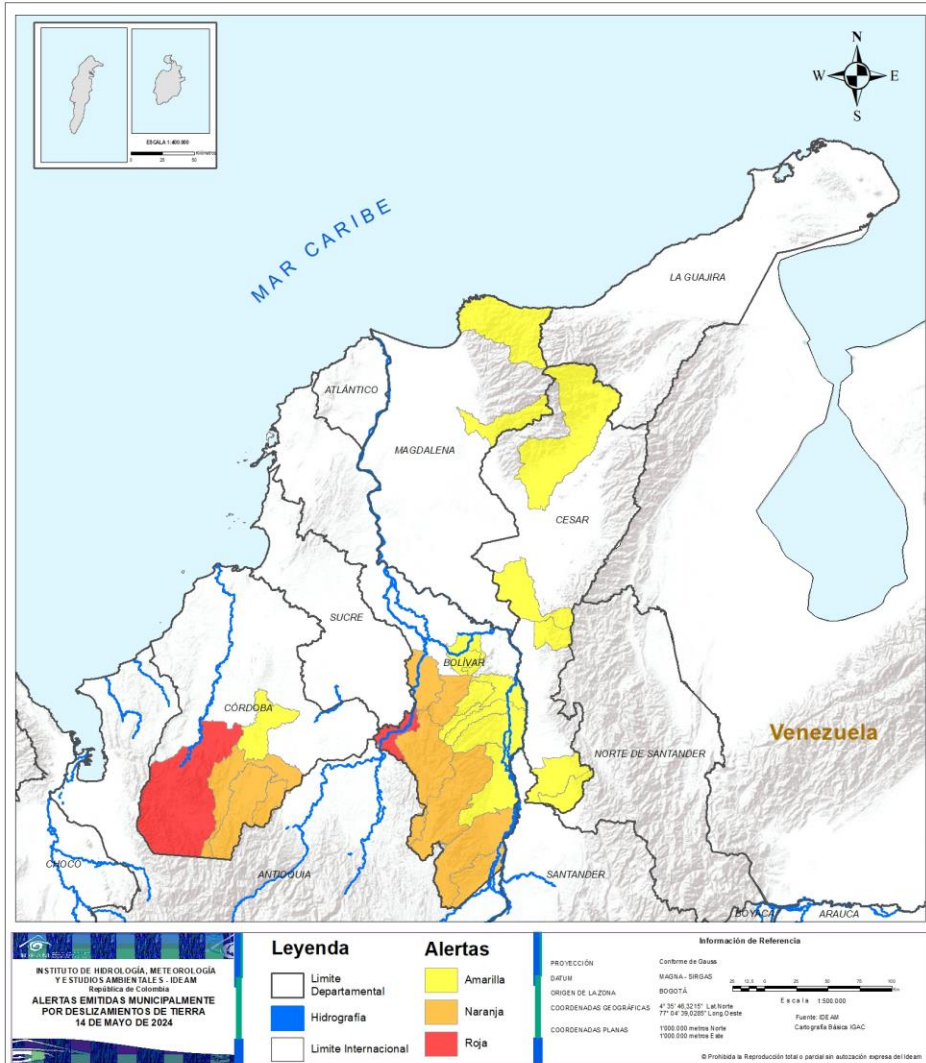 ESCALA 1:400.000
N
W
E
S
MAR CARIBE
LA GUAJIRA
ATLÁNTICO
MAGDALENA
CESAR
SUCRE
BOLÍVAR
CÓRDOBA
NORTE DE SANTANDER
Venezuela
CHOCO
ANTIOQUIA
SANTANDER
BOYACA
ARAUCA
INSTITUTO DE HIDROLOGÍA, METEOROLOGÍA
Y ESTUDIOS AMBIENTALES - IDEAM
República de Colombia
ALERTAS EMITIDAS MUNICIPALMENTE
POR DESLIZAMIENTOS DE TIERRA
14 DE MAYO DE 2024
Leyenda
Limite
Departamental
Hidrografía
Limite Internacional
Alertas
Amarilla
Naranja
Roja
Información de Referencia
PROYECCIÓN Conforme de Gauss
DATUM MAGNA - SIRGAS
ORIGEN DE LA ZONA BOGOTÁ
COORDENADAS GEOGRÁFICAS 4° 35' 46,3215" Lat.Norte
77° 04' 39,0285" Long.Oeste
COORDENADAS PLANAS 1'000.000 metros Norte
1'000.000 metros Este
Escala 1:500.000
Fuente: IDEAM
Cartografía Básica IGAC
© Prohibida la Reproducción total o parcial sin autorización expresa del Ideam